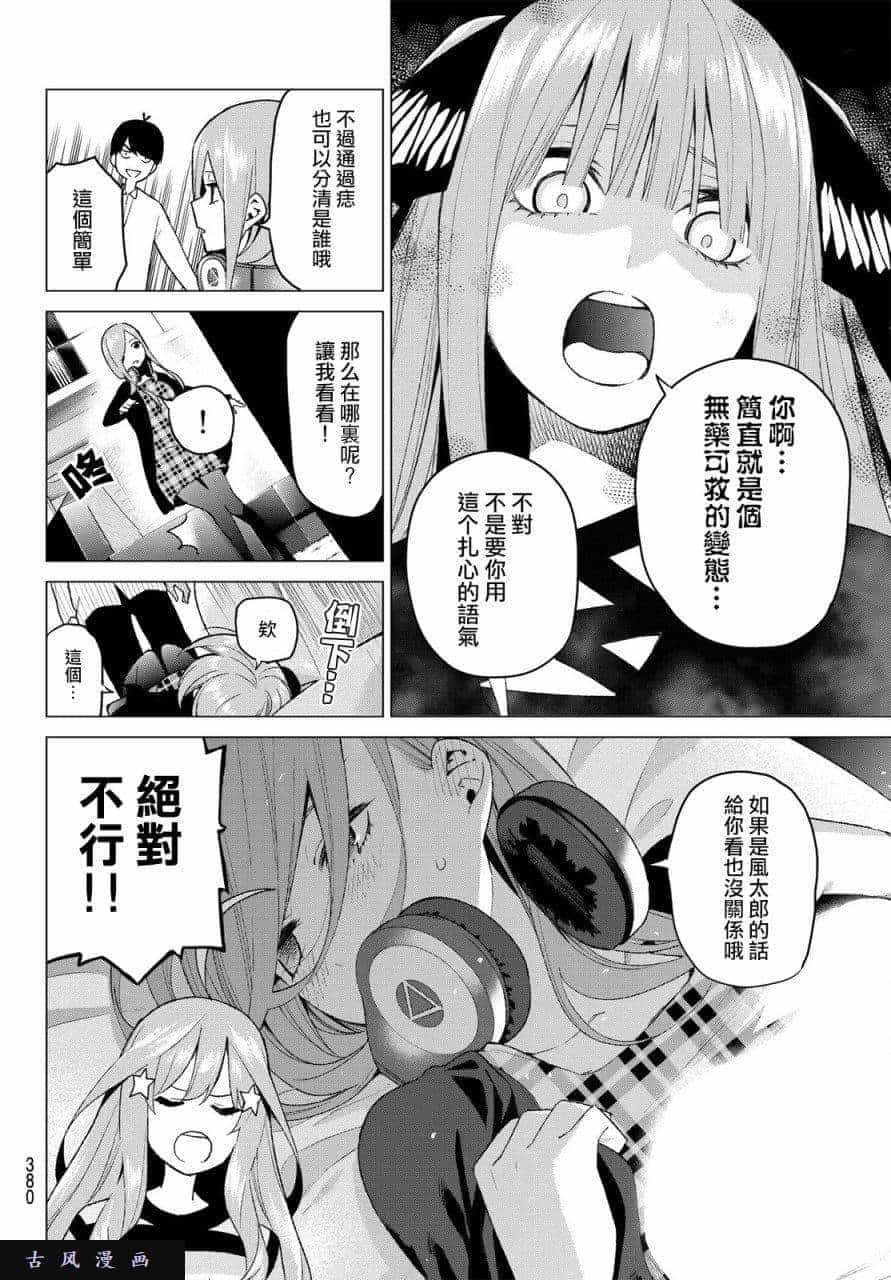 你啊…
簡直就是個
無藥可救的變態…
不對
不是要你用
這个扎心的語氣
不過通過痣
也可以分清是誰哦
這個簡單
那么在哪裏呢？
讓我看看！
！
咚
倒下…
欸
這個…
如果是風太郎的話
給你看也沒關係哦
絕對
不行!!
380
古风漫画